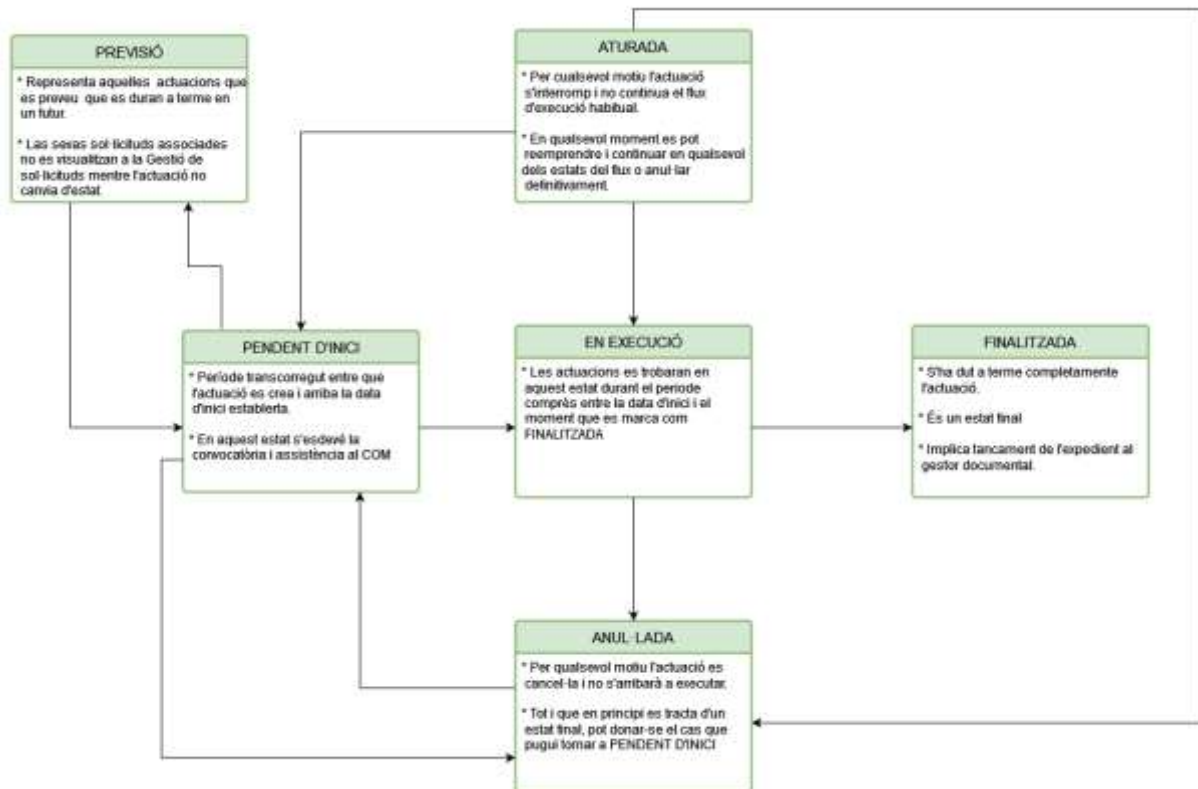 PREVISIÓ
* Representa aquelles actuacions que
es preveu que es duran a terme en
un futur.
* Las sevas sol·licituds associades
no es visualitzan a la Gestió de
sol·licituds mentre l'actuació no
canvia d'estat
ATURADA
* Per cualsevol motiu l'actuació
s'interromp i no continua el flux
d'execució habitual.
* En qualsevol moment es pot
reemprendre i continuar en qualsevol
dels estats del flux o anul·lar
definitivament.
PENDENT D'INICI
* Període transcorregut entre que
l'actuació es crea i arriba la data
d'inici establerta.
* En aquest estat s'esdevé la
convocatòria i assistència al COM
EN EXECUCIÓ
* Les actuacions es trobaran en
aquest estat durant el periode
comprès entre la data d'inici i el
moment que es marca com
FINALITZADA
FINALITZADA
* S'ha dut a terme completament
l'actuació.
* És un estat final
* Implica tancament de l'expedient al
gestor documental.
ANUL·LADA
* Per qualsevol motiu l'actuació es
cancel·la i no s'arribarà a executar.
* Tot i que en principi es tracta d'un
estat final, pot donar-se el cas que
pugui tornar a PENDENT D'INICI